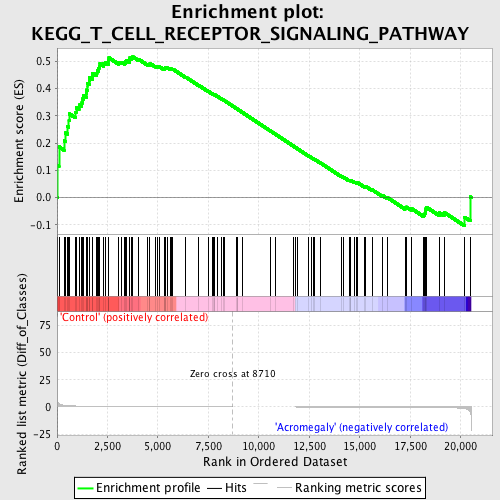 Enrichment plot:
KEGG_T_CELL_RECEPTOR_SIGNALING_PATHWAY
Enrichment score (ES)
0.5
0.4
0.3
0.2
0.1
0.0
-0.1
'Control' (positively correlated)
Ranked list metric (Diff_of_Classes)
75
50
25
0
-25
Zero cross at 8710
'Acromegaly' (negatively correlated)
0
2,500
5,000
7,500
10,000
12,500
15,000
17,500
20,000
Rank in Ordered Dataset
Enrichment profile
Hits
Ranking metric scores